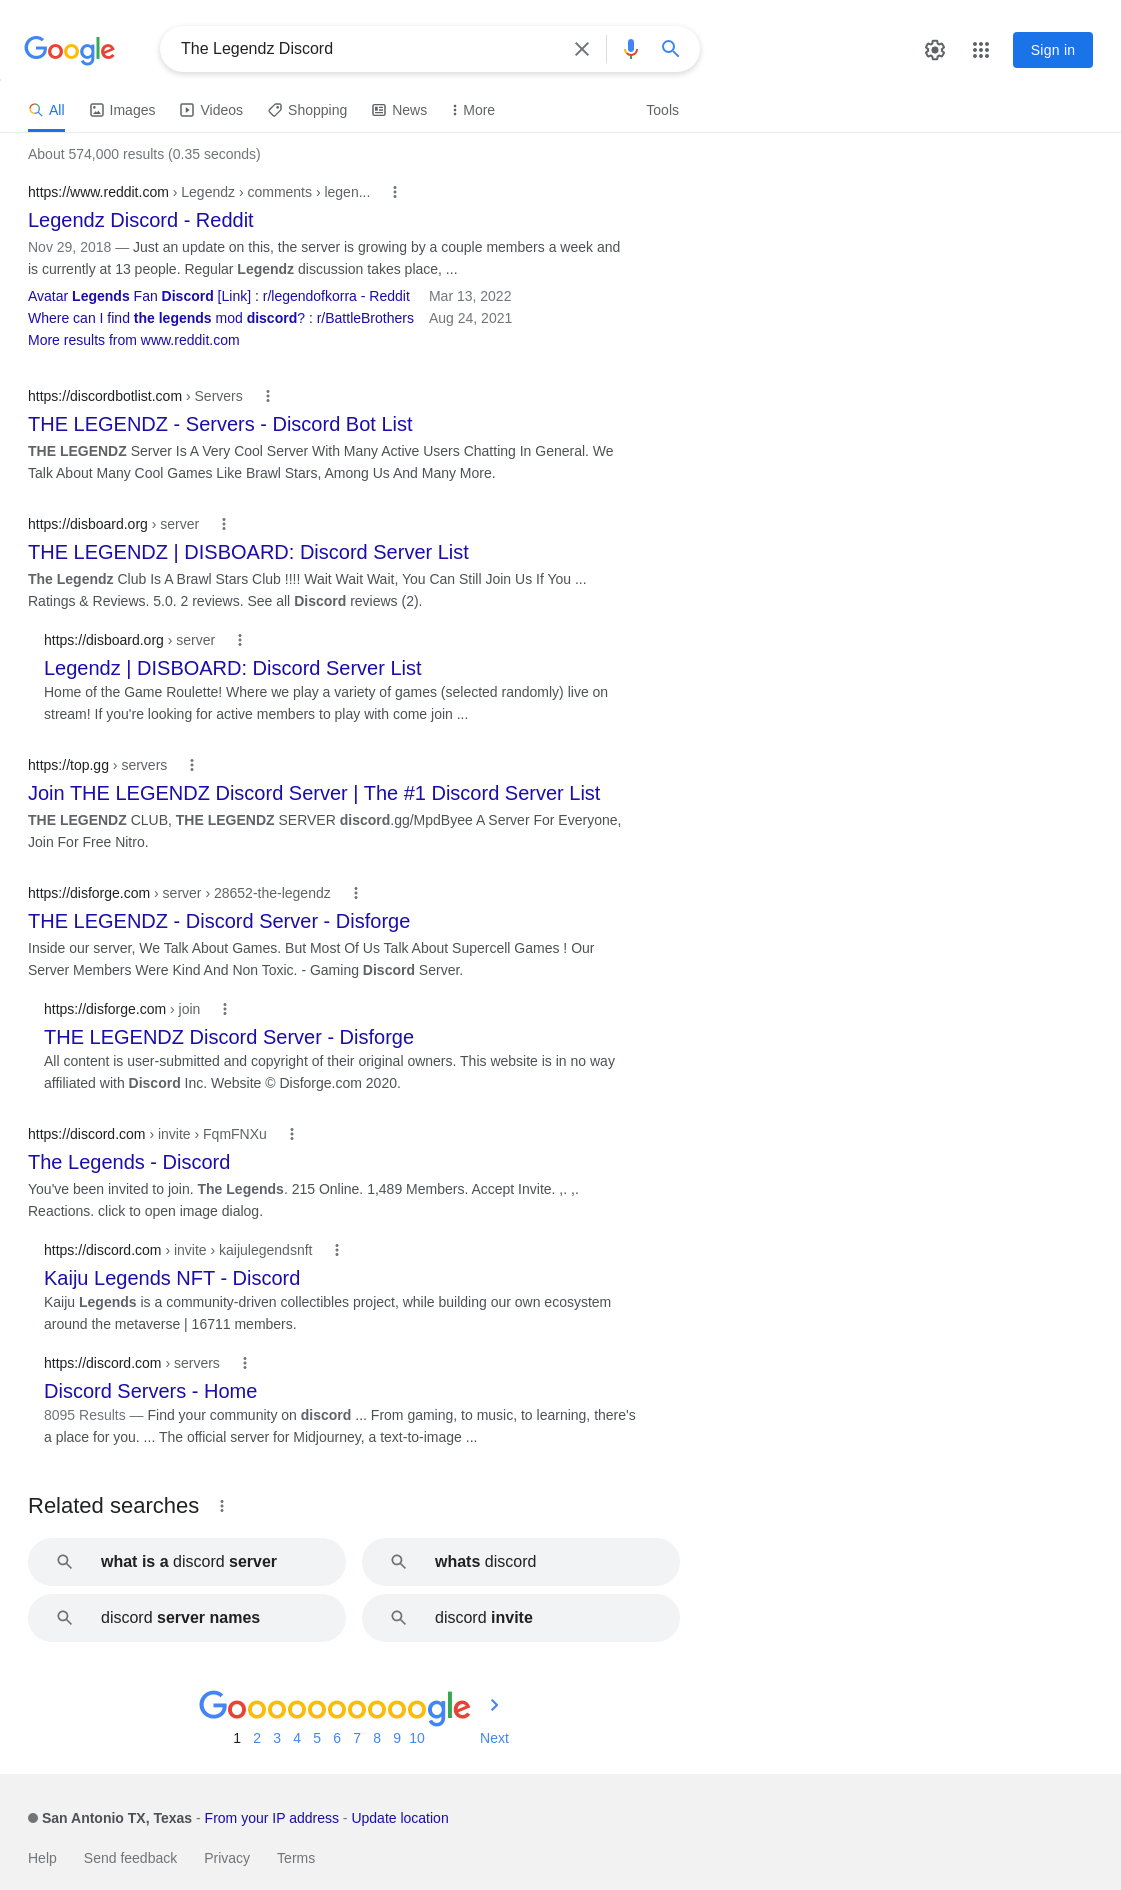 Google
The Legendz Discord
Sign in
All Images Videos Shopping News More Tools
About 574,000 results (0.35 seconds)
https://www.reddit.com › Legendz › comments › legen...
Legendz Discord - Reddit
Nov 29, 2018 — Just an update on this, the server is growing by a couple members a week and
is currently at 13 people. Regular Legendz discussion takes place, ...
Avatar Legends Fan Discord [Link] : r/legendofkorra - Reddit Mar 13, 2022
Where can I find the legends mod discord? : r/BattleBrothers Aug 24, 2021
More results from www.reddit.com
https://discordbotlist.com › Servers
THE LEGENDZ - Servers - Discord Bot List
THE LEGENDZ Server Is A Very Cool Server With Many Active Users Chatting In General. We
Talk About Many Cool Games Like Brawl Stars, Among Us And Many More.
https://disboard.org › server
THE LEGENDZ | DISBOARD: Discord Server List
The Legendz Club Is A Brawl Stars Club !!!! Wait Wait Wait, You Can Still Join Us If You ...
Ratings & Reviews. 5.0. 2 reviews. See all Discord reviews (2).
https://disboard.org › server
Legendz | DISBOARD: Discord Server List
Home of the Game Roulette! Where we play a variety of games (selected randomly) live on
stream! If you're looking for active members to play with come join ...
https://top.gg › servers
Join THE LEGENDZ Discord Server | The #1 Discord Server List
THE LEGENDZ CLUB, THE LEGENDZ SERVER discord.gg/MpdByee A Server For Everyone,
Join For Free Nitro.
https://disforge.com › server › 28652-the-legendz
THE LEGENDZ - Discord Server - Disforge
Inside our server, We Talk About Games. But Most Of Us Talk About Supercell Games ! Our
Server Members Were Kind And Non Toxic. - Gaming Discord Server.
https://disforge.com › join
THE LEGENDZ Discord Server - Disforge
All content is user-submitted and copyright of their original owners. This website is in no way
affiliated with Discord Inc. Website © Disforge.com 2020.
https://discord.com › invite › FqmFNXu
The Legends - Discord
You've been invited to join. The Legends. 215 Online. 1,489 Members. Accept Invite. ,. ,.
Reactions. click to open image dialog.
https://discord.com › invite › kaijulegendsnft
Kaiju Legends NFT - Discord
Kaiju Legends is a community-driven collectibles project, while building our own ecosystem
around the metaverse | 16711 members.
https://discord.com › servers
Discord Servers - Home
8095 Results — Find your community on discord ... From gaming, to music, to learning, there's
a place for you. ... The official server for Midjourney, a text-to-image ...
Related searches
what is a discord server
whats discord
discord server names
discord invite
Goooooooooogle
1 2 3 4 5 6 7 8 9 10 Next
San Antonio TX, Texas - From your IP address - Update location
Help Send feedback Privacy Terms